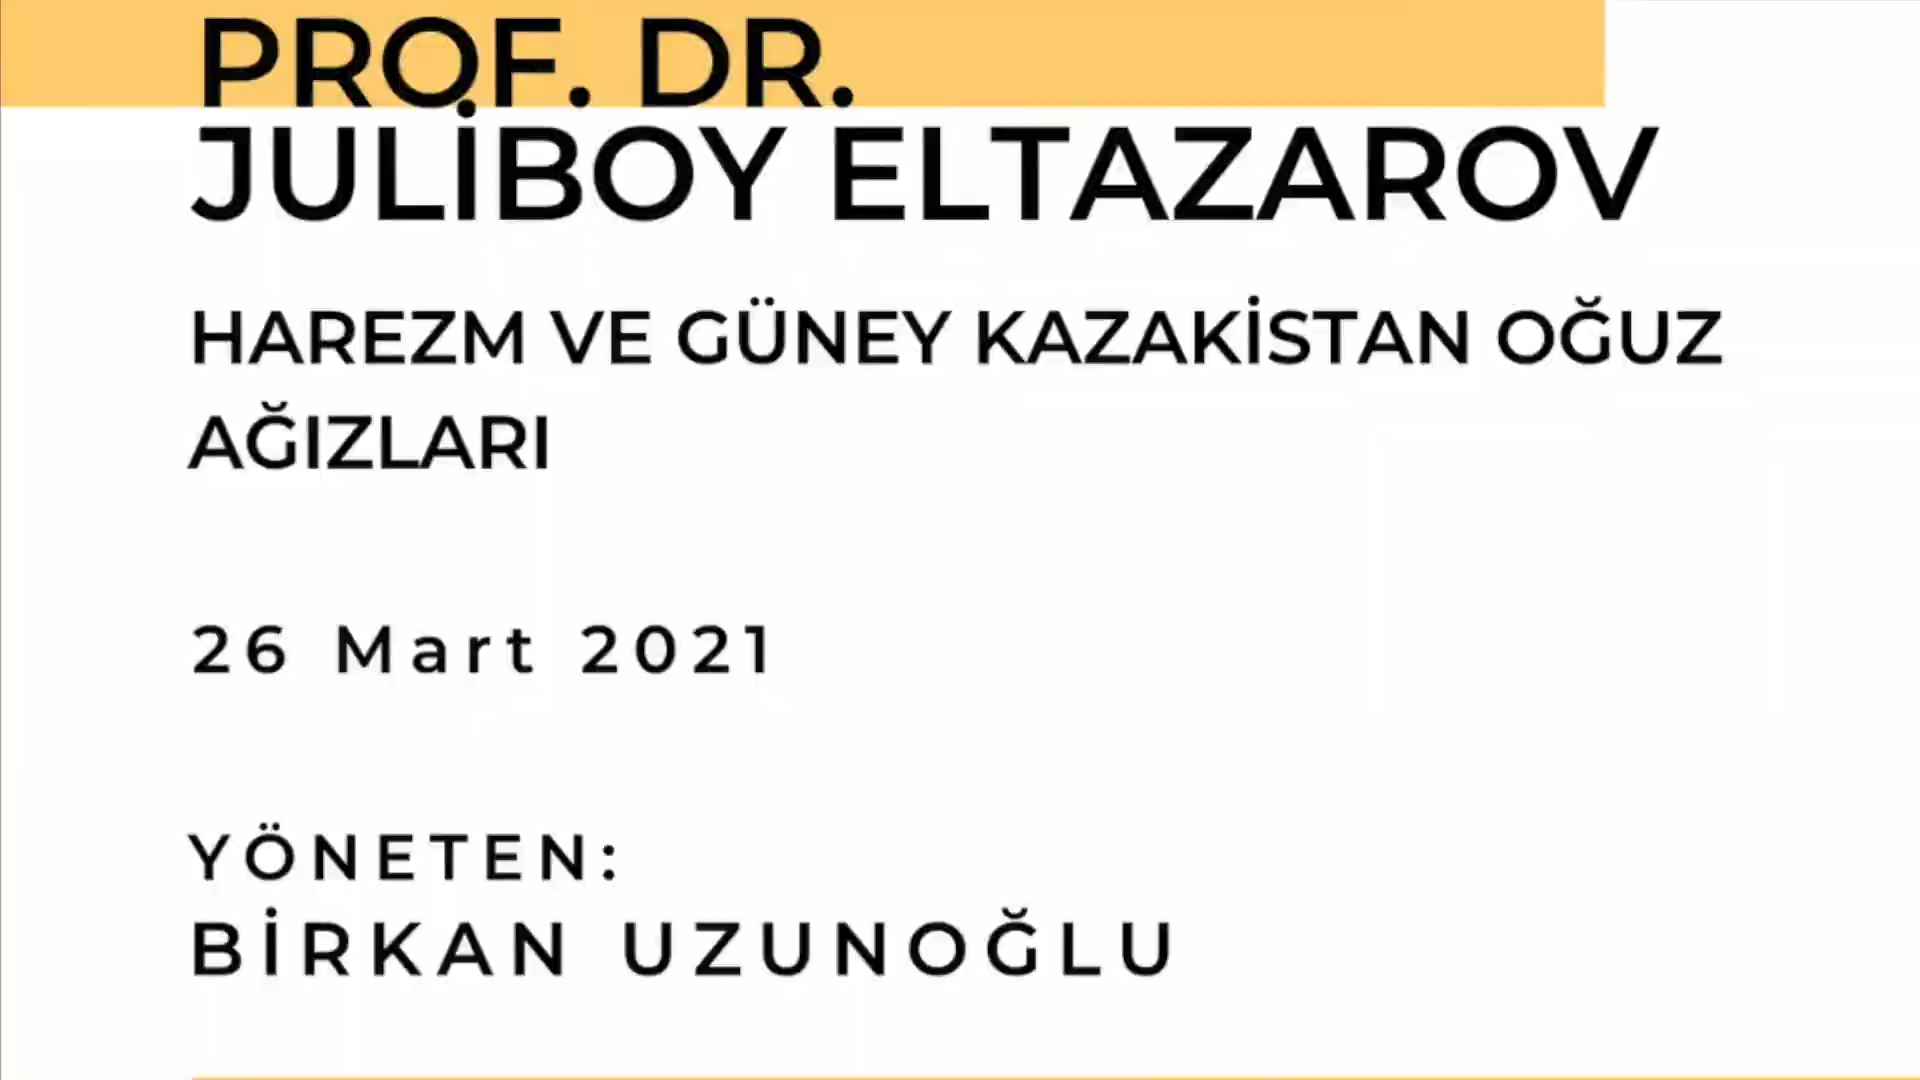 PROF. DR.
JULİBOY ELTAZAROV
HAREZM VE GÜNEY KAZAKİSTAN OĞUZ
AĞIZLARI
26 Mart 2021
YÖNETEN:
BİRKAN UZUNOĞLU